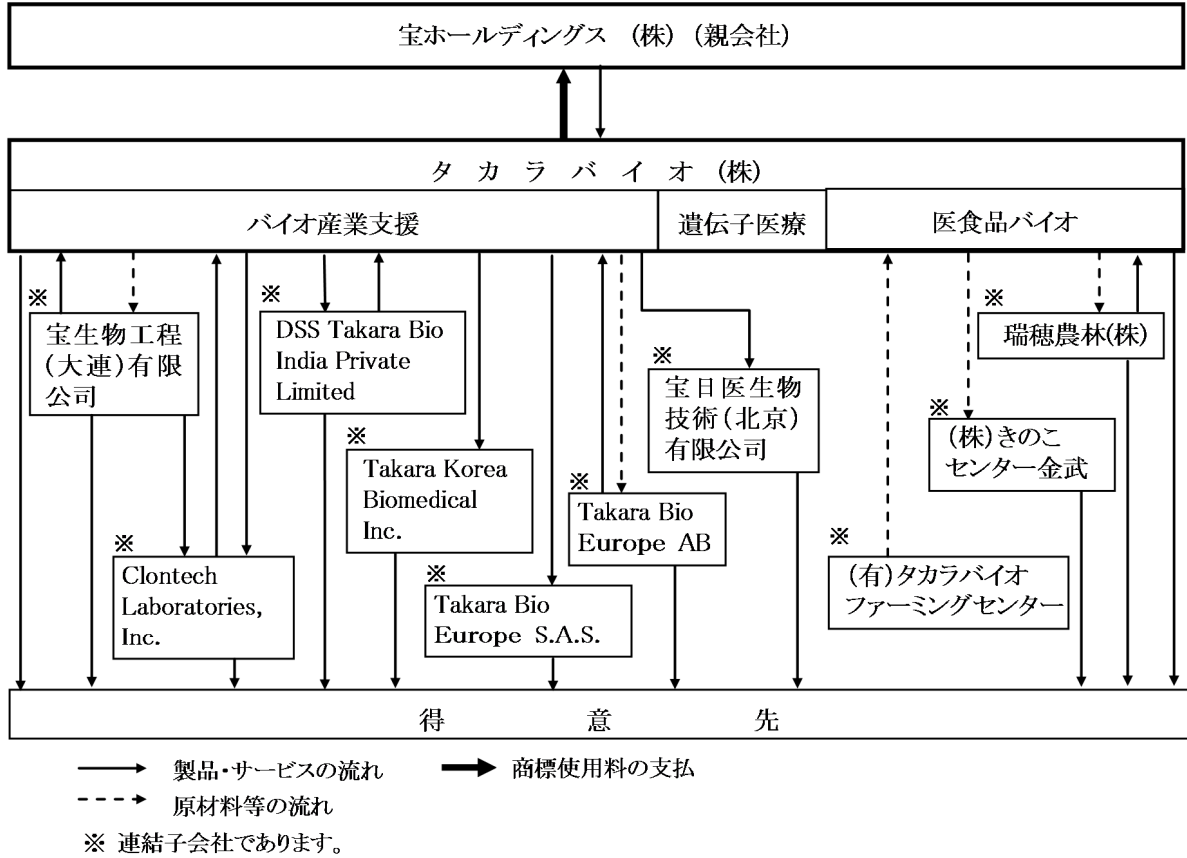 宝ホールディングス (株) (親会社)
タ カ ラ バ イ オ (株)
バイオ産業支援
遺伝子医療
医食品バイオ
※
宝生物工程
(大連)有限
公司
※
DSS Takara Bio
India Private
Limited
※
瑞穂農林(株)
※
宝日医生物
技術(北京)
有限公司
※
(株)きのこ
センター金武
※
Takara Korea
Biomedical
Inc.
※
Takara Bio
Europe AB
※
Clontech
Laboratories,
Inc.
※
Takara Bio
Europe S.A.S.
※
(有)タカラバイオ
ファーミングセンター
得 意 先
製品・サービスの流れ
商標使用料の支払
原材料等の流れ
※ 連結子会社であります。